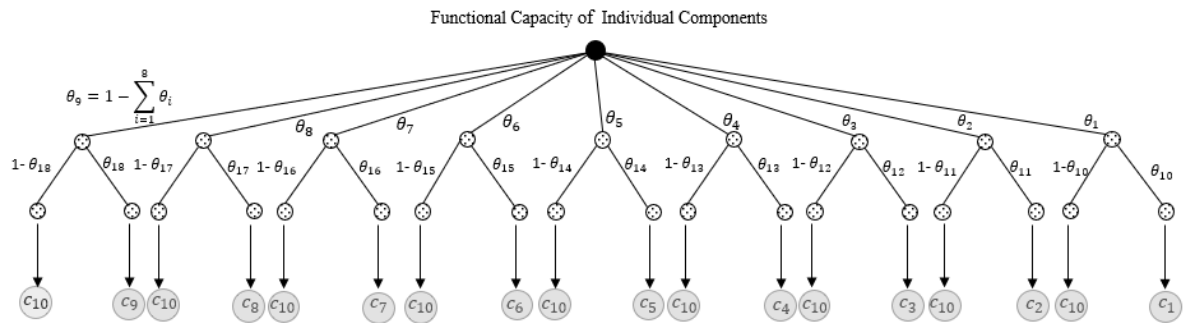 Functional Capacity of Individual Components
θ₉ = 1 − ∑⁸ᵢ₌₁ θᵢ
θ₈ θ₇ θ₆ θ₅ θ₄ θ₃ θ₂ θ₁
1-θ₁₈ θ₁₈ 1-θ₁₇ θ₁₇ 1-θ₁₆ θ₁₆ 1-θ₁₅ θ₁₅ 1-θ₁₄ θ₁₄ 1-θ₁₃ θ₁₃ 1-θ₁₂ θ₁₂ 1-θ₁₁ θ₁₁ 1-θ₁₀ θ₁₀
c₁₀ c₉ c₁₀ c₈ c₁₀ c₇ c₁₀ c₆ c₁₀ c₅ c₁₀ c₄ c₁₀ c₃ c₁₀ c₂ c₁₀ c₁